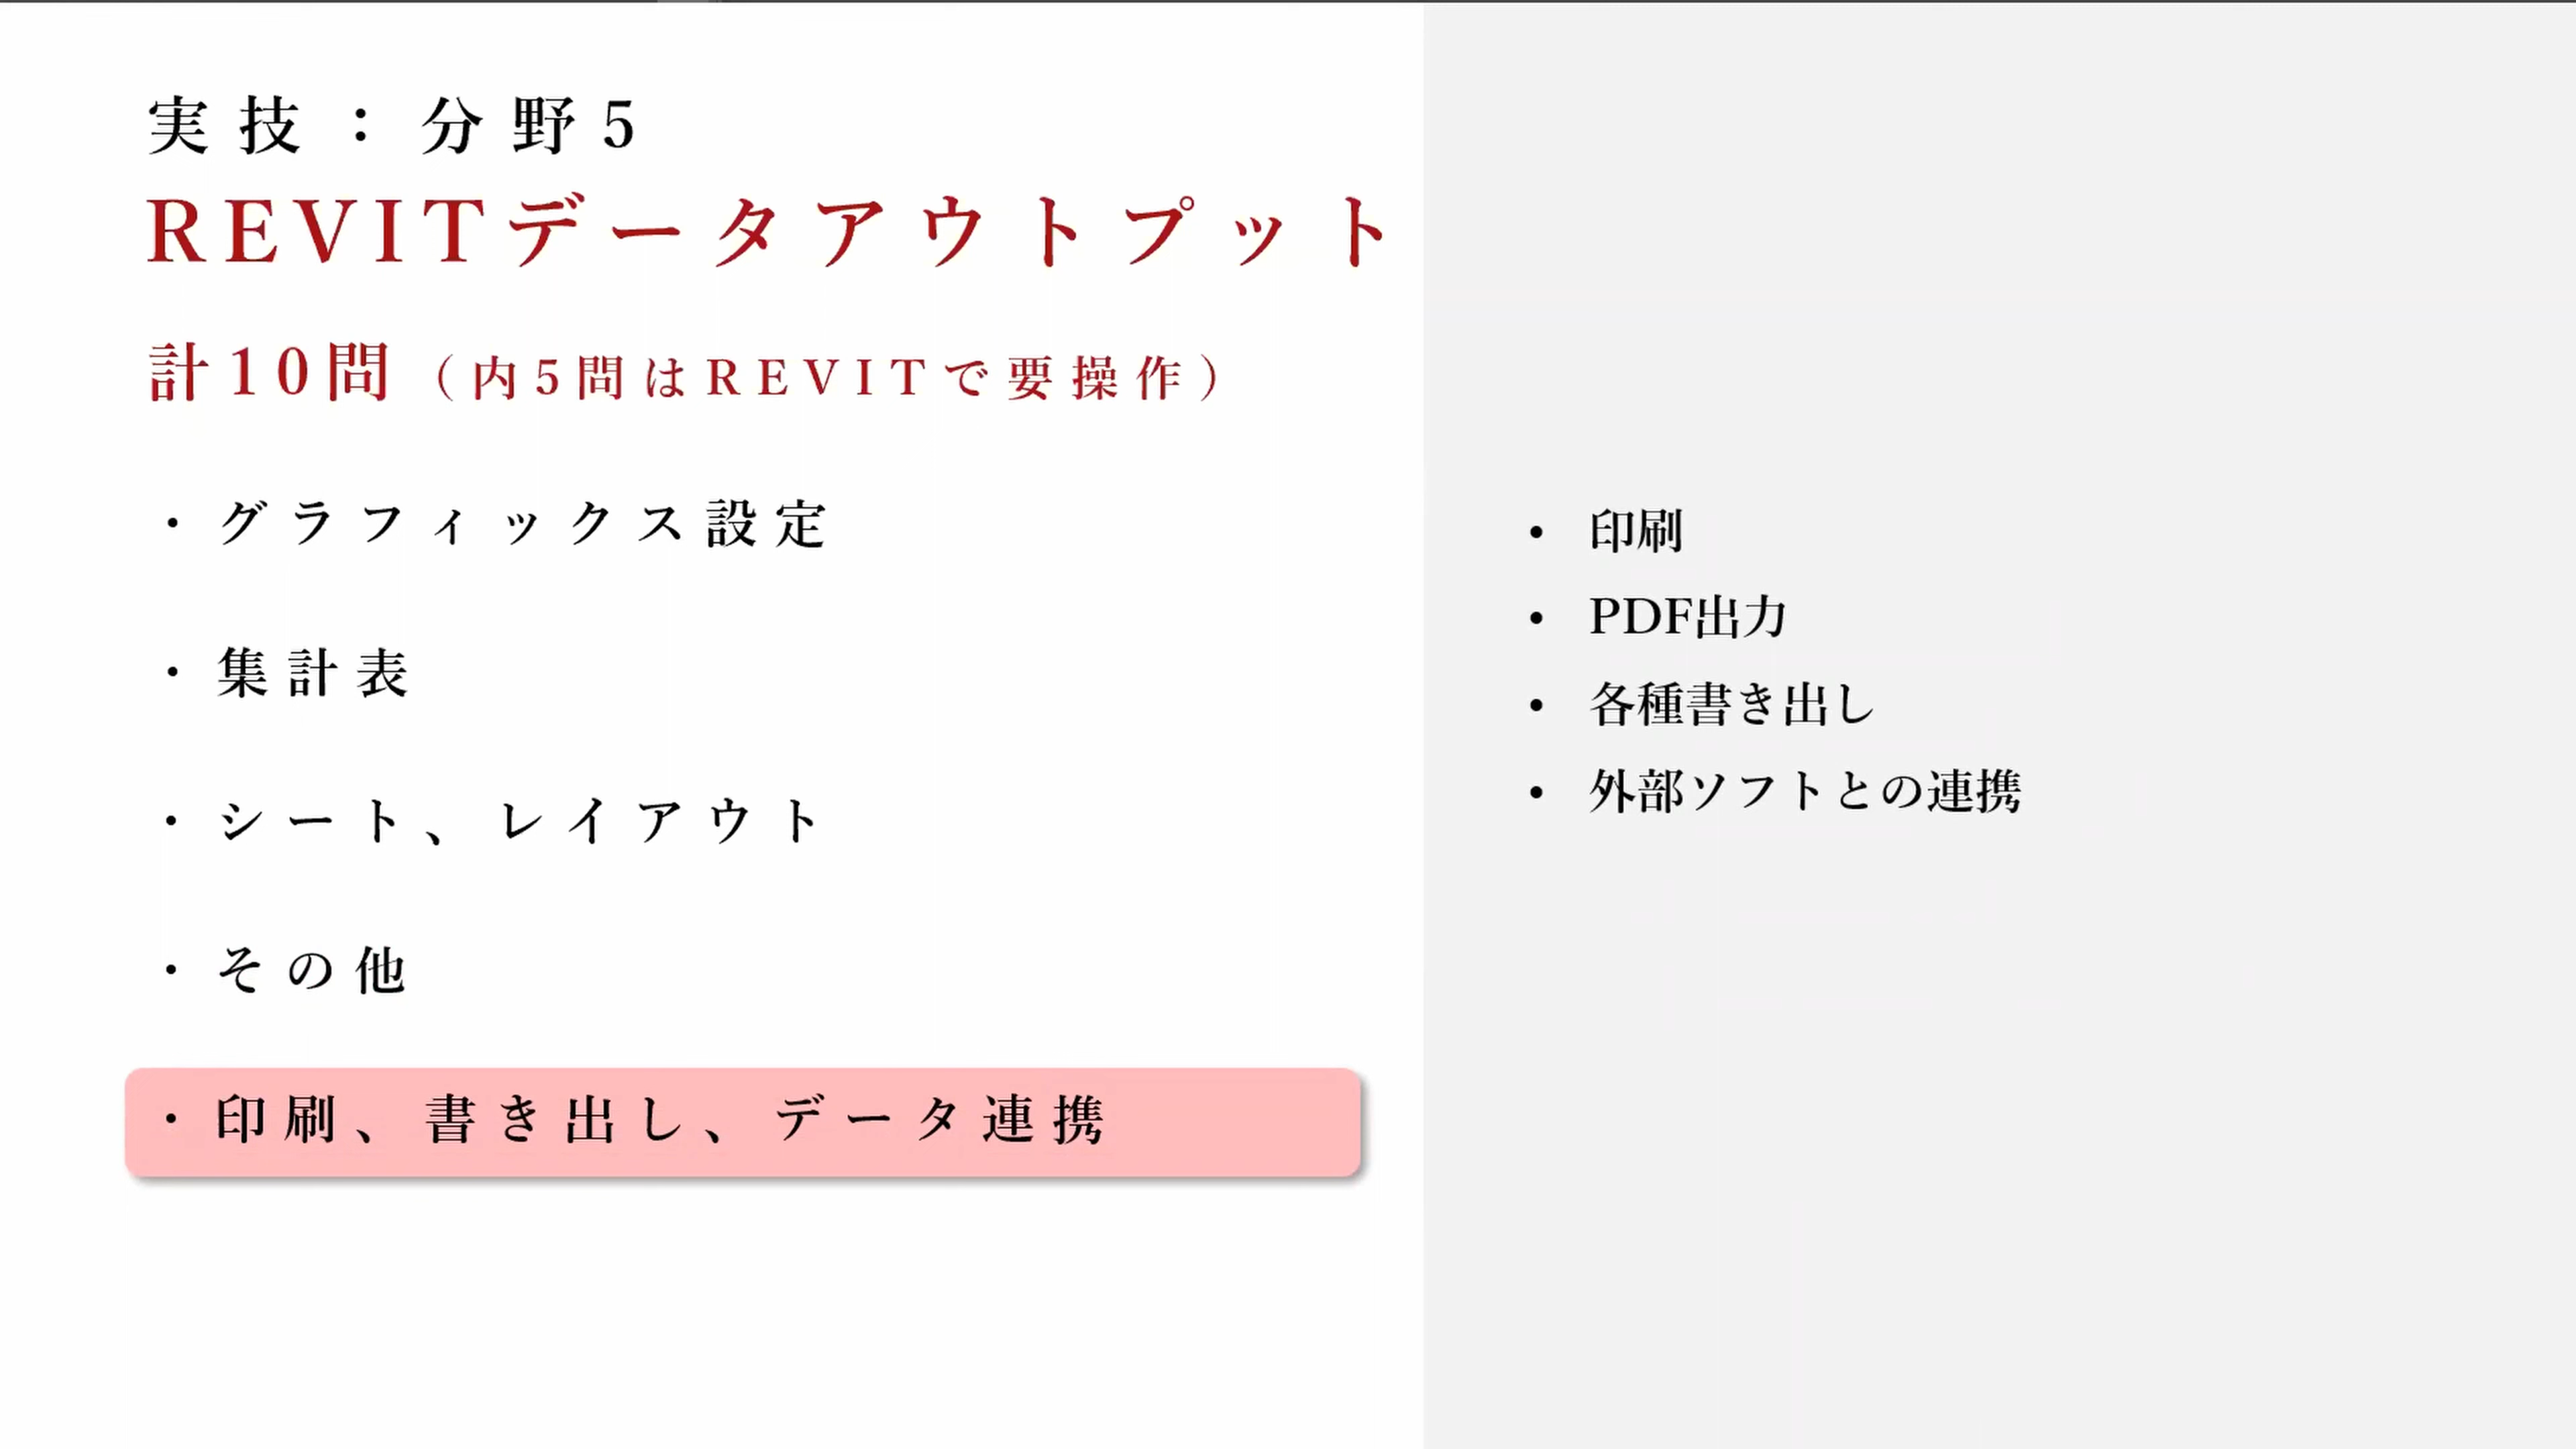 実技：分野5
REVITデータアウトプット
計10問（内5問はREVITで要操作）
・グラフィックス設定
・集計表
・シート、レイアウト
・その他
・印刷、書き出し、データ連携
• 印刷
• PDF出力
• 各種書き出し
• 外部ソフトとの連携